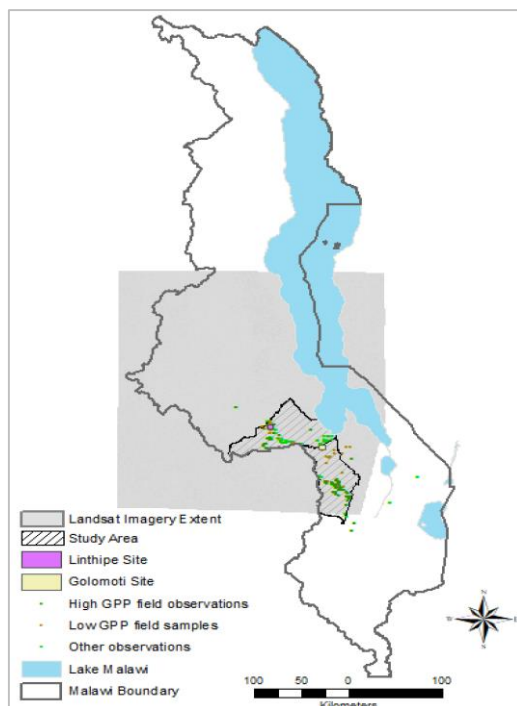 Landsat Imagery Extent
Study Area
Linthipe Site
Golomoti Site
High GPP field observations
Low GPP field samples
Other observations
Lake Malawi
Malawi Boundary
N
W
S
100 50 0 100
Kilometers